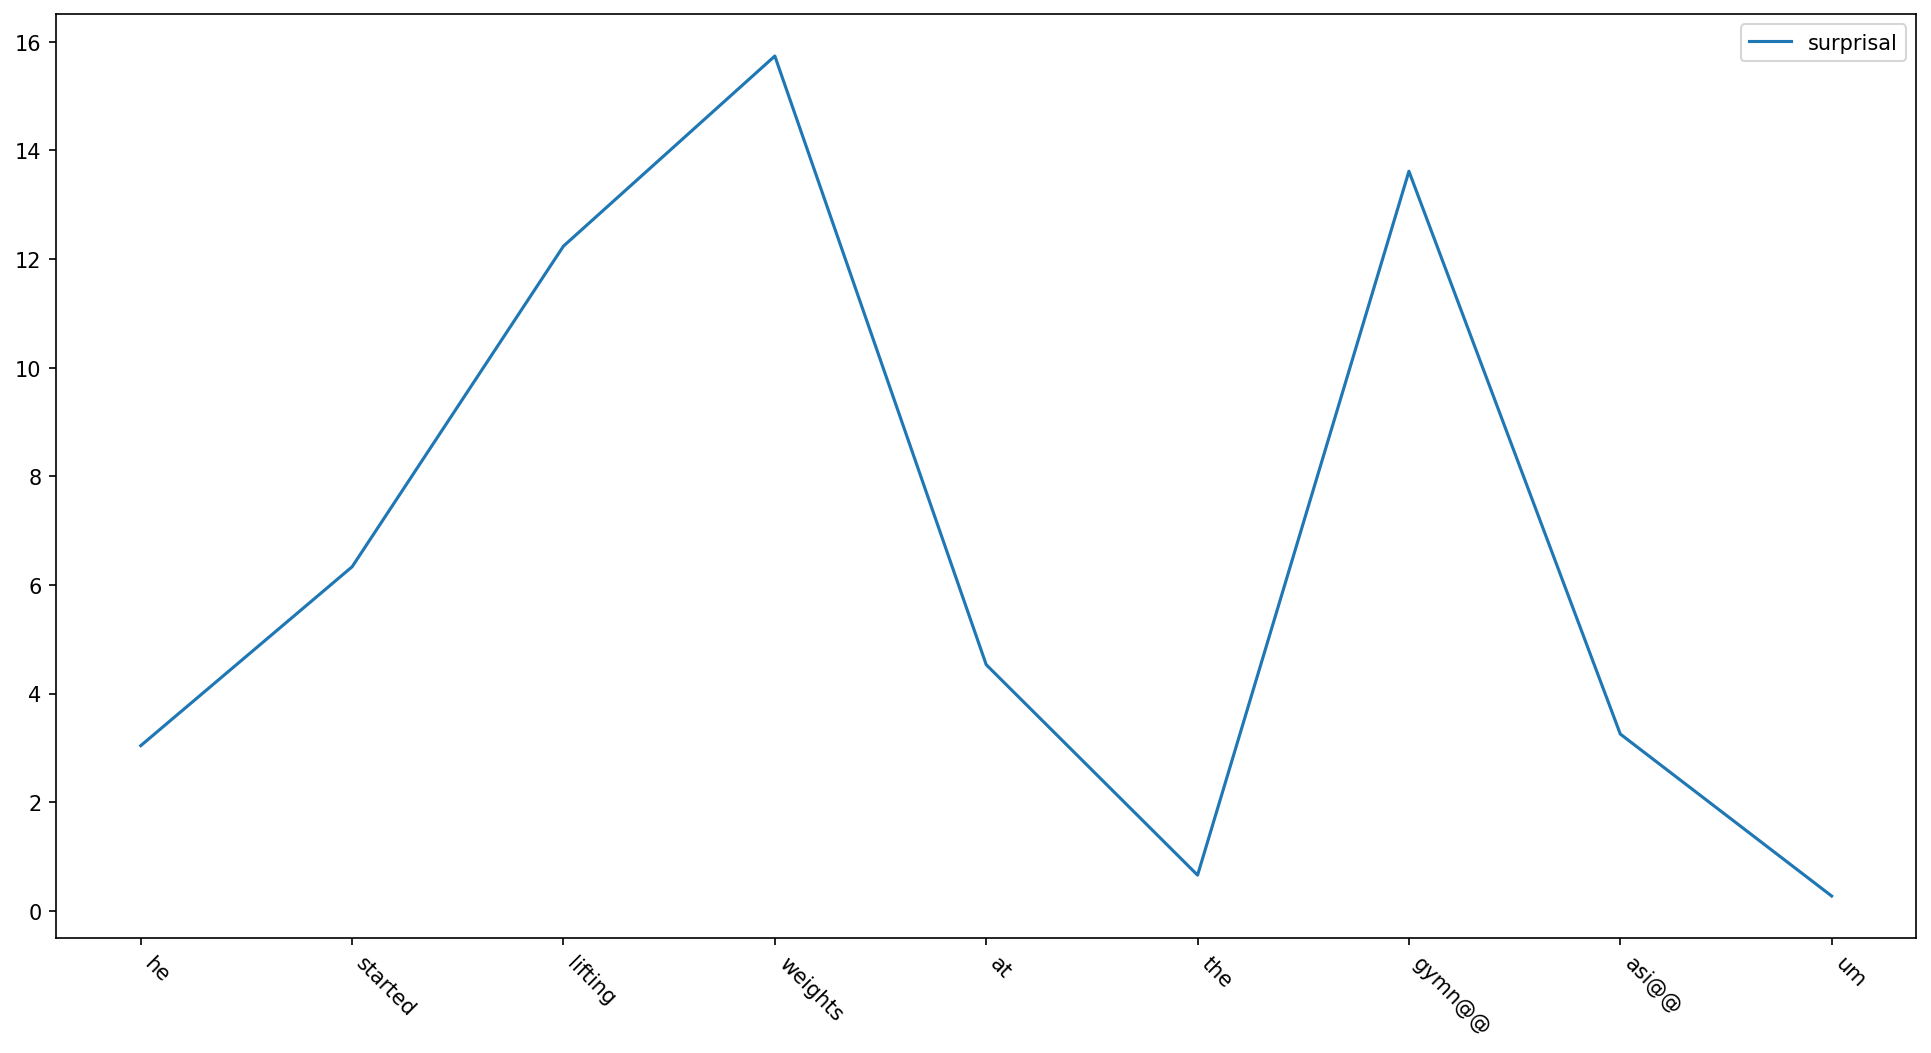 surprisal
16
14
12
10
8
6
4
2
0
he
started
lifting
weights
at
the
gymn@@
asi@@
um